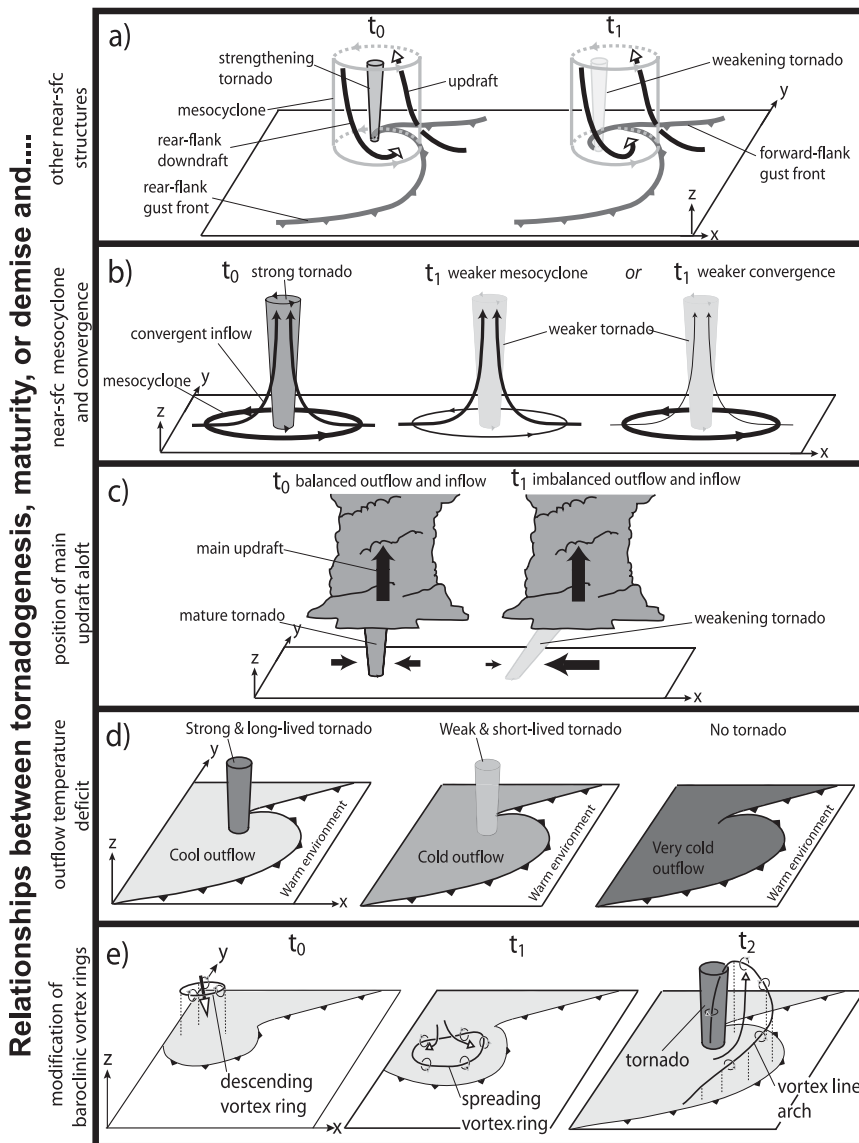 Relationships between tornadogenesis, maturity, or demise and....
other near-sfc
structures
a)
t0
t1
strengthening
tornado
updraft
mesocyclone
rear-flank
downdraft
rear-flank
gust front
weakening tornado
forward-flank
gust front
y
z
x
near-sfc mesocyclone
and convergence
b)
t0 strong tornado
t1 weaker mesocyclone
or
t1 weaker convergence
convergent inflow
weaker tornado
mesocyclone
y
z
x
position of main
updraft aloft
c)
t0 balanced outflow and inflow
t1 imbalanced outflow and inflow
main updraft
mature tornado
weakening tornado
y
z
x
outflow temperature
deficit
d)
Strong & long-lived tornado
Weak & short-lived tornado
No tornado
y
z
x
Cool outflow
Warm environment
Cold outflow
Warm environment
Very cold
outflow
Warm environment
modification of
baroclinic vortex rings
e)
t0
t1
t2
y
z
x
descending
vortex ring
spreading
vortex ring
tornado
vortex line
arch